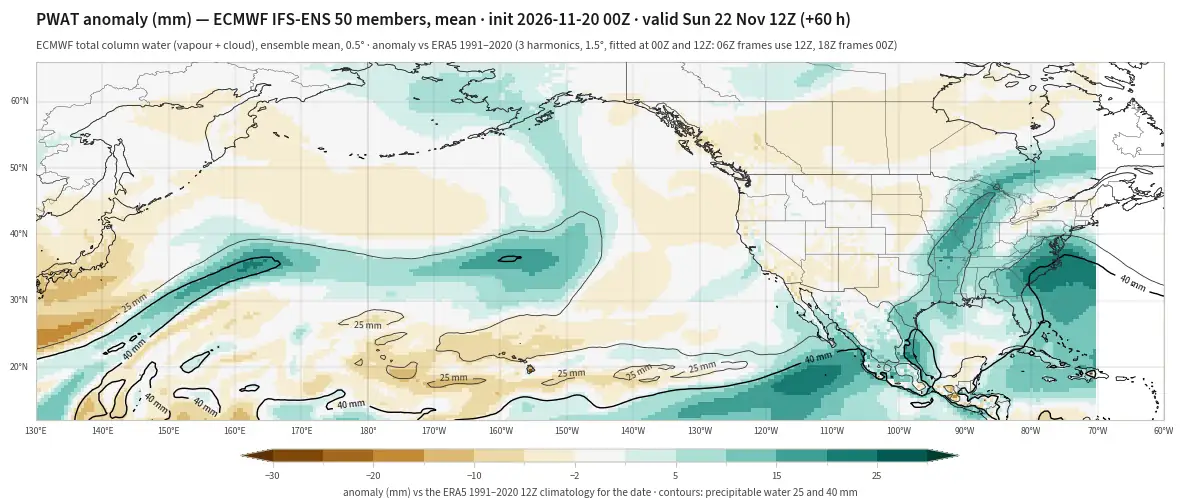 PWAT anomaly (mm) — ECMWF IFS-ENS 50 members, mean · init 2026-11-20 00Z · valid Sun 22 Nov 12Z (+60 h)
ECMWF total column water (vapour + cloud), ensemble mean, 0.5° · anomaly vs ERA5 1991–2020 (3 harmonics, 1.5°, fitted at 00Z and 12Z: 06Z frames use 12Z, 18Z frames 00Z)
60°N
50°N
40°N
30°N
20°N
25 mm
40 mm
25 mm
40 mm
40 mm
40 mm
25 mm
25 mm
25 mm
25 mm
40 mm
40 mm
130°E 140°E 150°E 160°E 170°E 180° 170°W 160°W 150°W 140°W 130°W 120°W 110°W 100°W 90°W 80°W 70°W 60°W
−30 −20 −10 −2 5 15 25
anomaly (mm) vs the ERA5 1991–2020 12Z climatology for the date · contours: precipitable water 25 and 40 mm